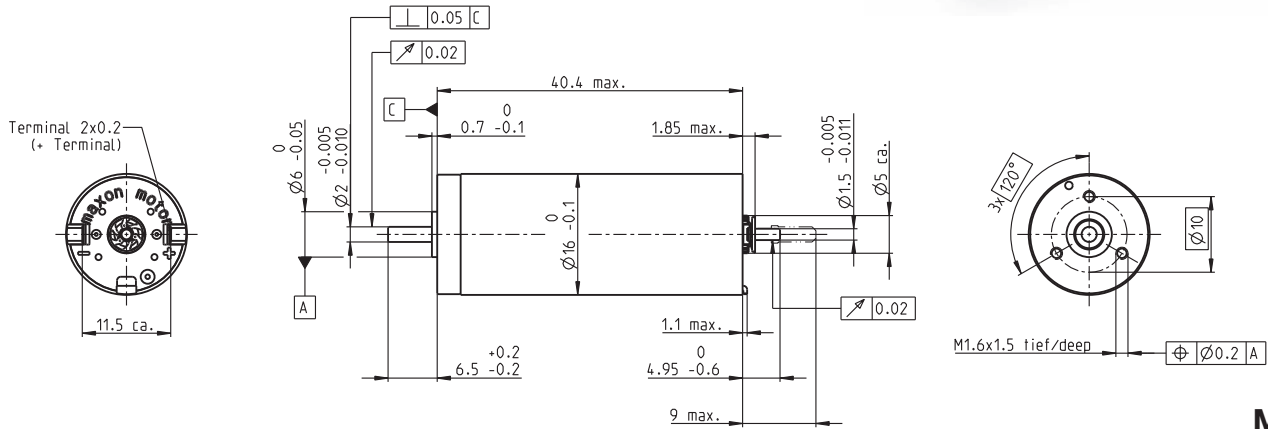 ⊥ 0.05 C
↗ 0.02
40.4 max.
C
0
0.7 -0.1
1.85 max.
Terminal 2x0.2
(+ Terminal)
maxon motor
- +
11.5 ca.
0
Ø6 -0.05
-0.005
Ø2 -0.010
A
0
Ø16 -0.1
-0.005
Ø1.5 -0.011
Ø5 ca.
↗ 0.02
1.1 max.
+0.2
6.5 -0.2
0
4.95 -0.6
9 max.
3x 120°
Ø10
M1.6x1.5 tief/deep
⌖ Ø0.2 A
M